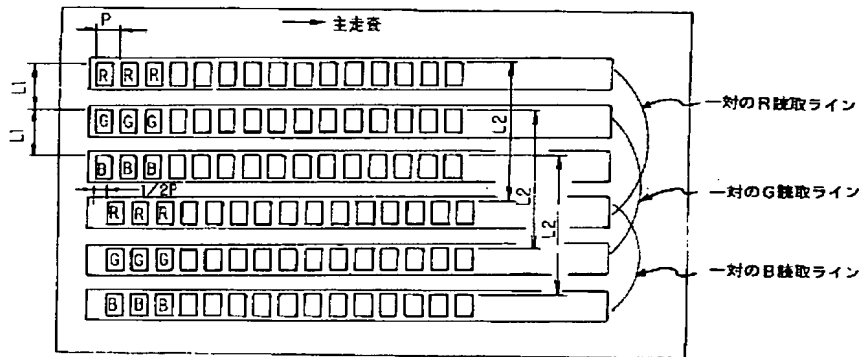 P
主走査
R R R
L1
G G G
L1
B B B
1/2P
R R R
G G G
B B B
L2
L2
L2
一対のR読取ライン
一対のG読取ライン
一対のB読取ライン